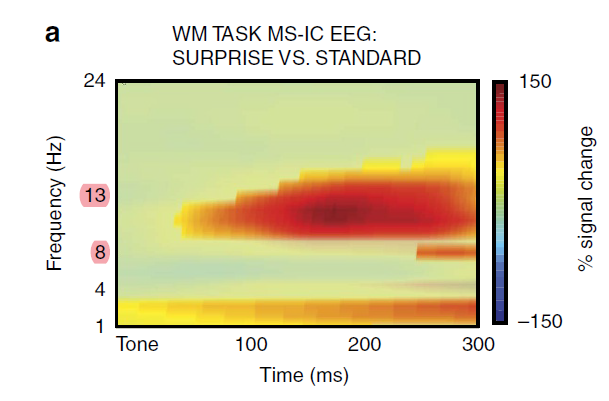 a
WM TASK MS-IC EEG:
SURPRISE VS. STANDARD
24
13
8
4
1
Frequency (Hz)
Tone
100
200
300
Time (ms)
150
−150
% signal change